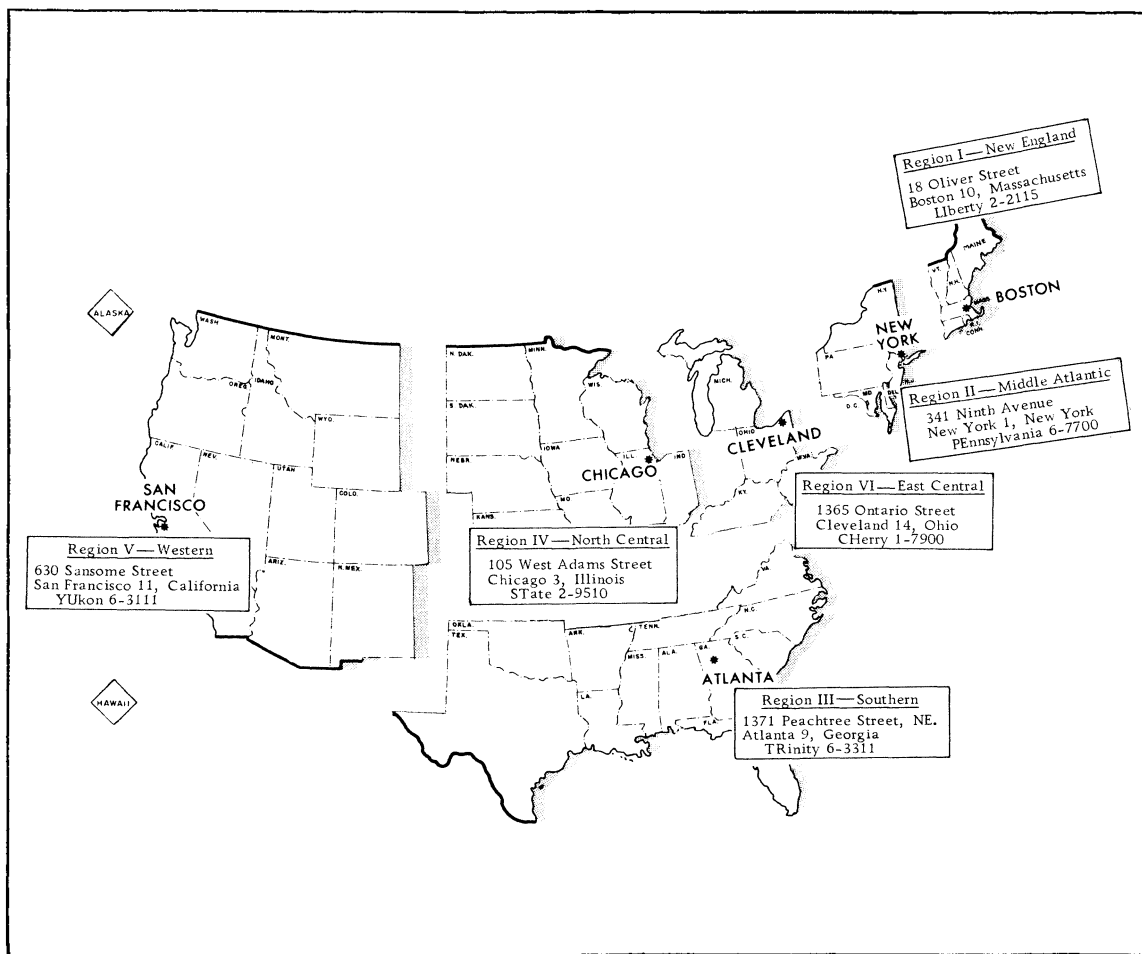 Region I—New England
18 Oliver Street
Boston 10, Massachusetts
LIberty 2-2115
MAINE
VT.
N.H.
MASS
BOSTON
R.I.
CONN
ALASKA
N.Y.
NEW
YORK
PA
N.J.
MD
DEL
D.C.
Region II—Middle Atlantic
341 Ninth Avenue
New York 1, New York
PEnnsylvania 6-7700
WASH
MONT.
OREG
IDAHO
WYO.
N. DAK.
MINN.
WIS.
MICH.
S. DAK
CALIF
NEV.
UTAH
COLO.
NEBR.
IOWA
ILL
IND
OHIO
CLEVELAND
CHICAGO
W.VA.
KY.
MO
KANS.
Region VI—East Central
1365 Ontario Street
Cleveland 14, Ohio
CHerry 1-7900
SAN
FRANCISCO
Region V—Western
630 Sansome Street
San Francisco 11, California
YUkon 6-3111
ARIZ.
N.MEX.
Region IV—North Central
105 West Adams Street
Chicago 3, Illinois
STate 2-9510
VA
N.C.
S.C.
OKLA.
TEX.
ARK.
TENN.
MISS.
ALA.
GA.
LA.
FLA.
ATLANTA
HAWAII
Region III—Southern
1371 Peachtree Street, NE.
Atlanta 9, Georgia
TRinity 6-3311